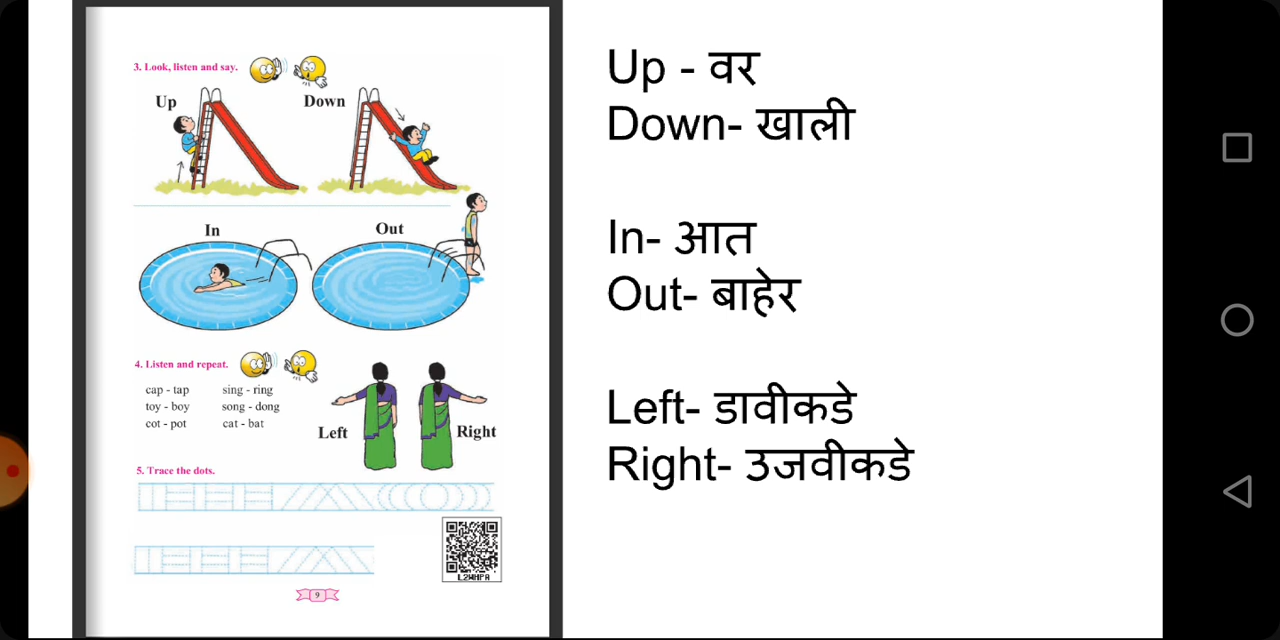 3. Look, listen and say.
Up
Down
In
Out
4. Listen and repeat.
cap - tap sing - ring
toy - boy song - dong
cot - pot cat - bat
Left
Right
5. Trace the dots.
L2WHPA
9
Up - वर
Down- खाली
In- आत
Out- बाहेर
Left- डावीकडे
Right- उजवीकडे